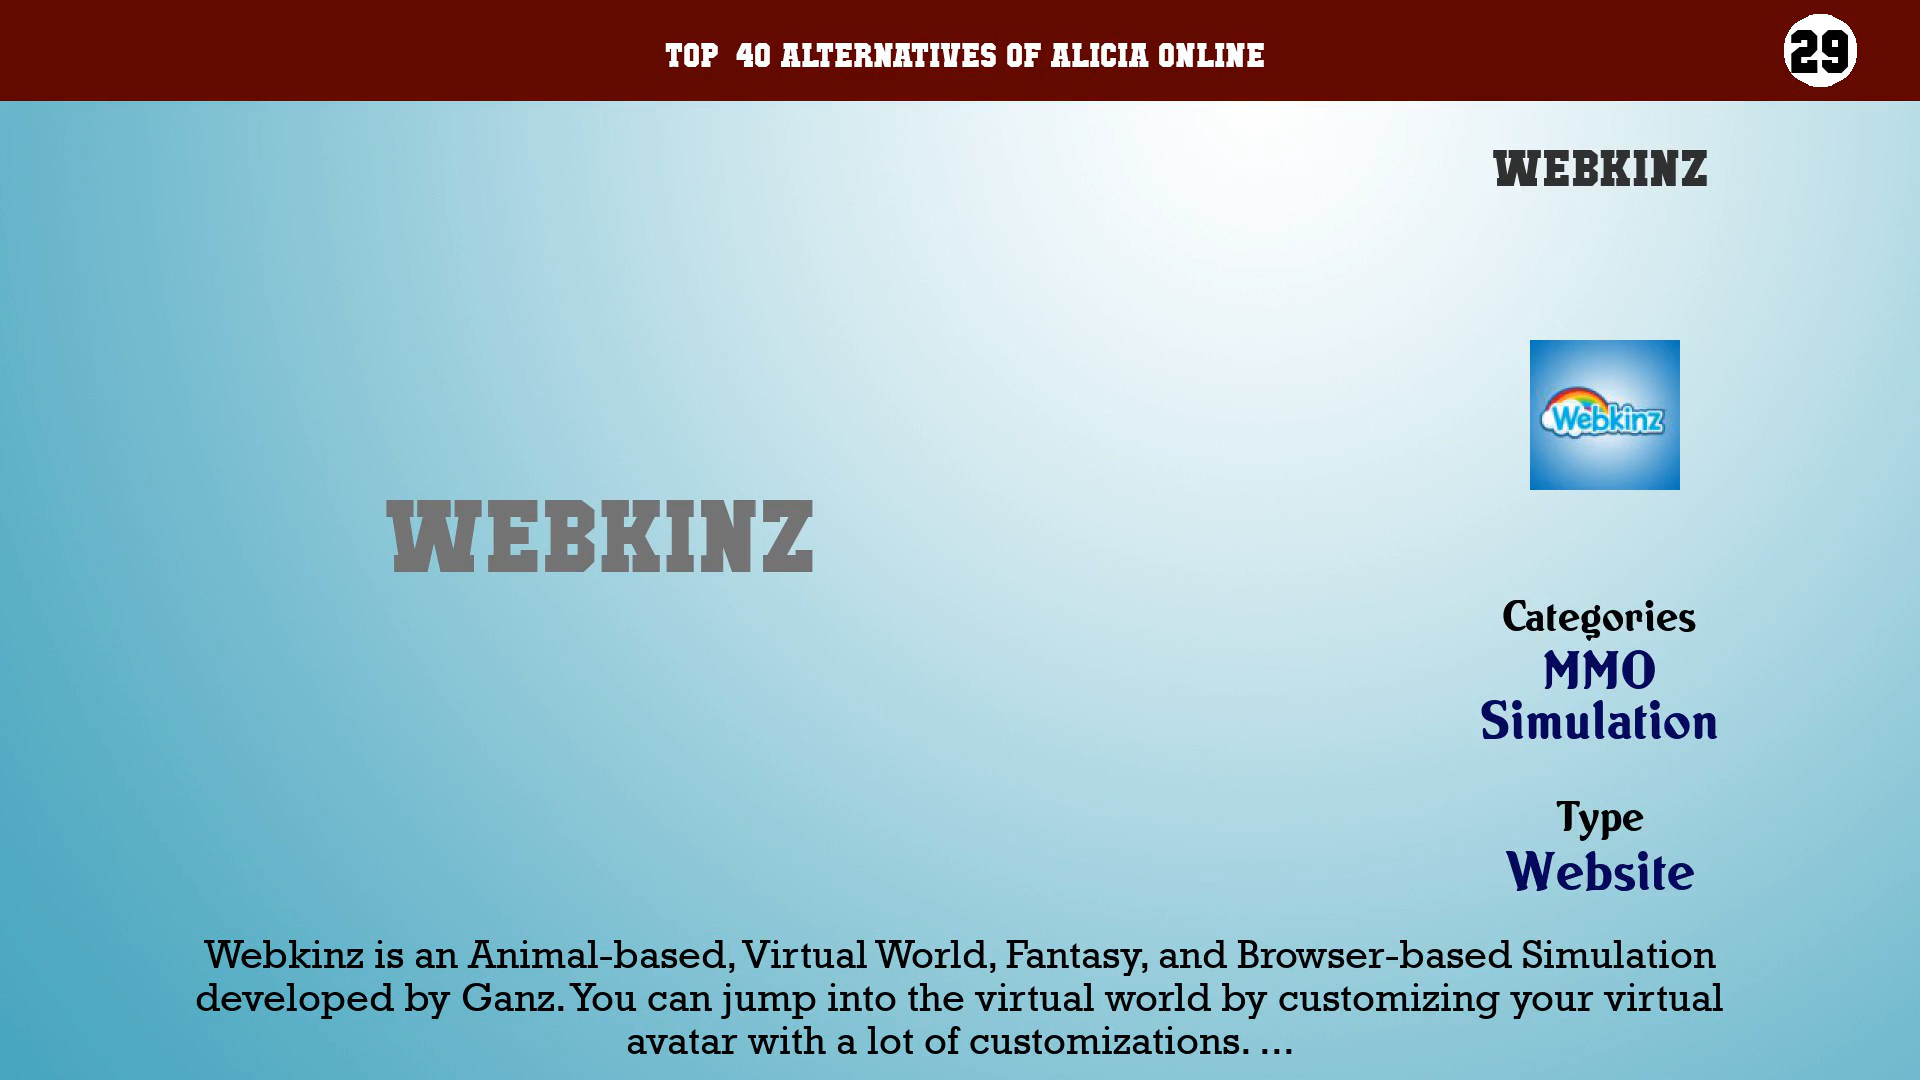 TOP 40 ALTERNATIVES OF ALICIA ONLINE
29
WEBKINZ
Webkinz
WEBKINZ
Categories
MMO
Simulation
Type
Website
Webkinz is an Animal-based, Virtual World, Fantasy, and Browser-based Simulation
developed by Ganz. You can jump into the virtual world by customizing your virtual
avatar with a lot of customizations. ...